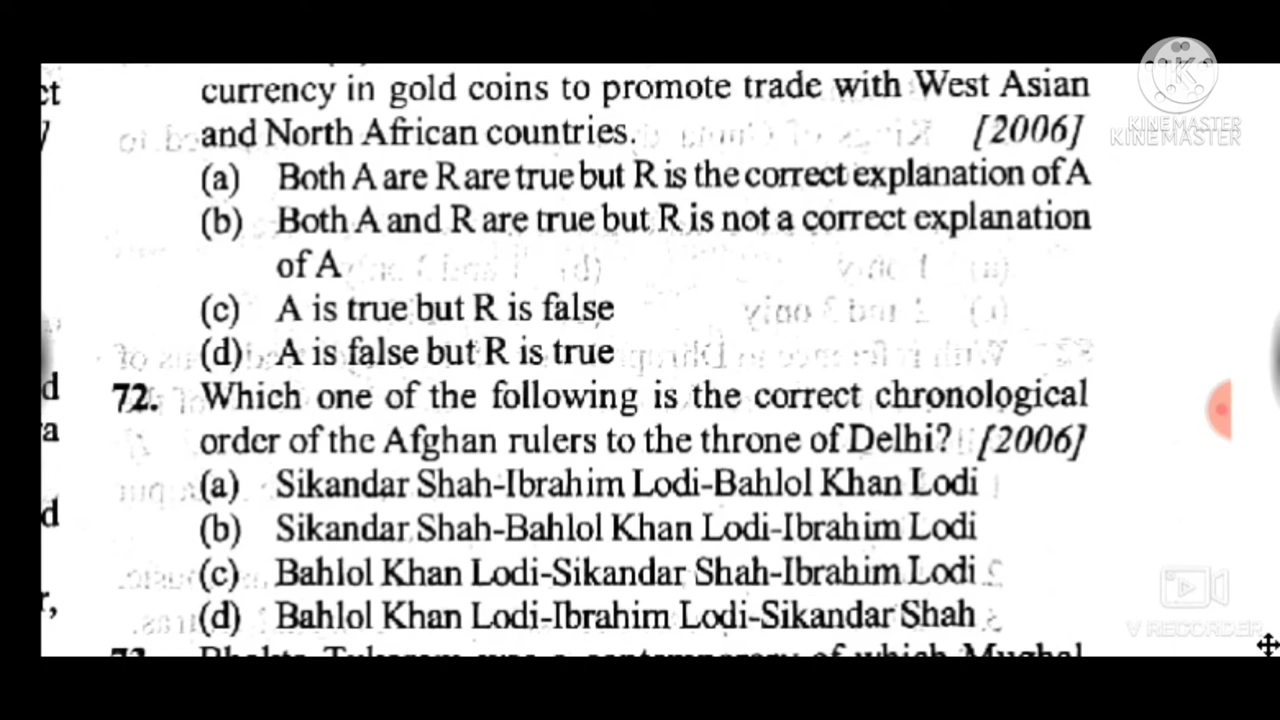 ct
currency in gold coins to promote trade with West Asian
and North African countries. [2006]
(a) Both A are R are true but R is the correct explanation of A
(b) Both A and R are true but R is not a correct explanation
of A
(c) A is true but R is false
(d) A is false but R is true
d
72. Which one of the following is the correct chronological
a
order of the Afghan rulers to the throne of Delhi? [2006]
(a) Sikandar Shah-Ibrahim Lodi-Bahlol Khan Lodi
d
(b) Sikandar Shah-Bahlol Khan Lodi-Ibrahim Lodi
(c) Bahlol Khan Lodi-Sikandar Shah-Ibrahim Lodi
r,
(d) Bahlol Khan Lodi-Ibrahim Lodi-Sikandar Shah
KINEMASTER
KINEMASTER
V RECORDER